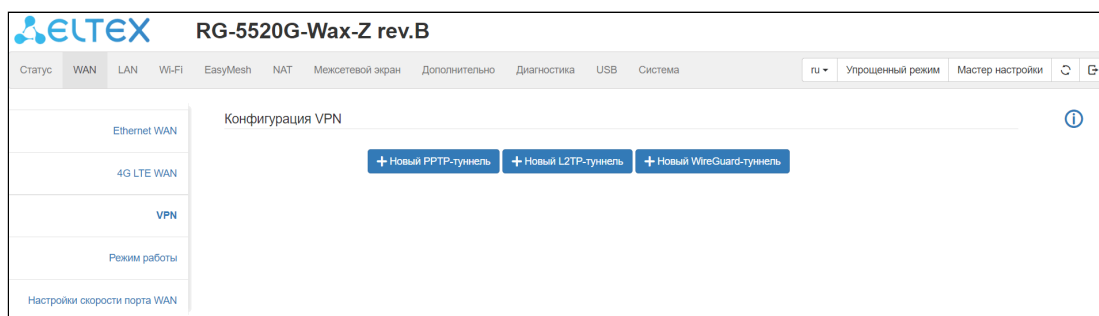 ELTEX RG-5520G-Wax-Z rev.B
Статус WAN LAN Wi-Fi EasyMesh NAT Межсетевой экран Дополнительно Диагностика USB Система ru Упрощенный режим Мастер настройки
Конфигурация VPN
Ethernet WAN
Новый PPTP-туннель Новый L2TP-туннель Новый WireGuard-туннель
4G LTE WAN
VPN
Режим работы
Настройки скорости порта WAN